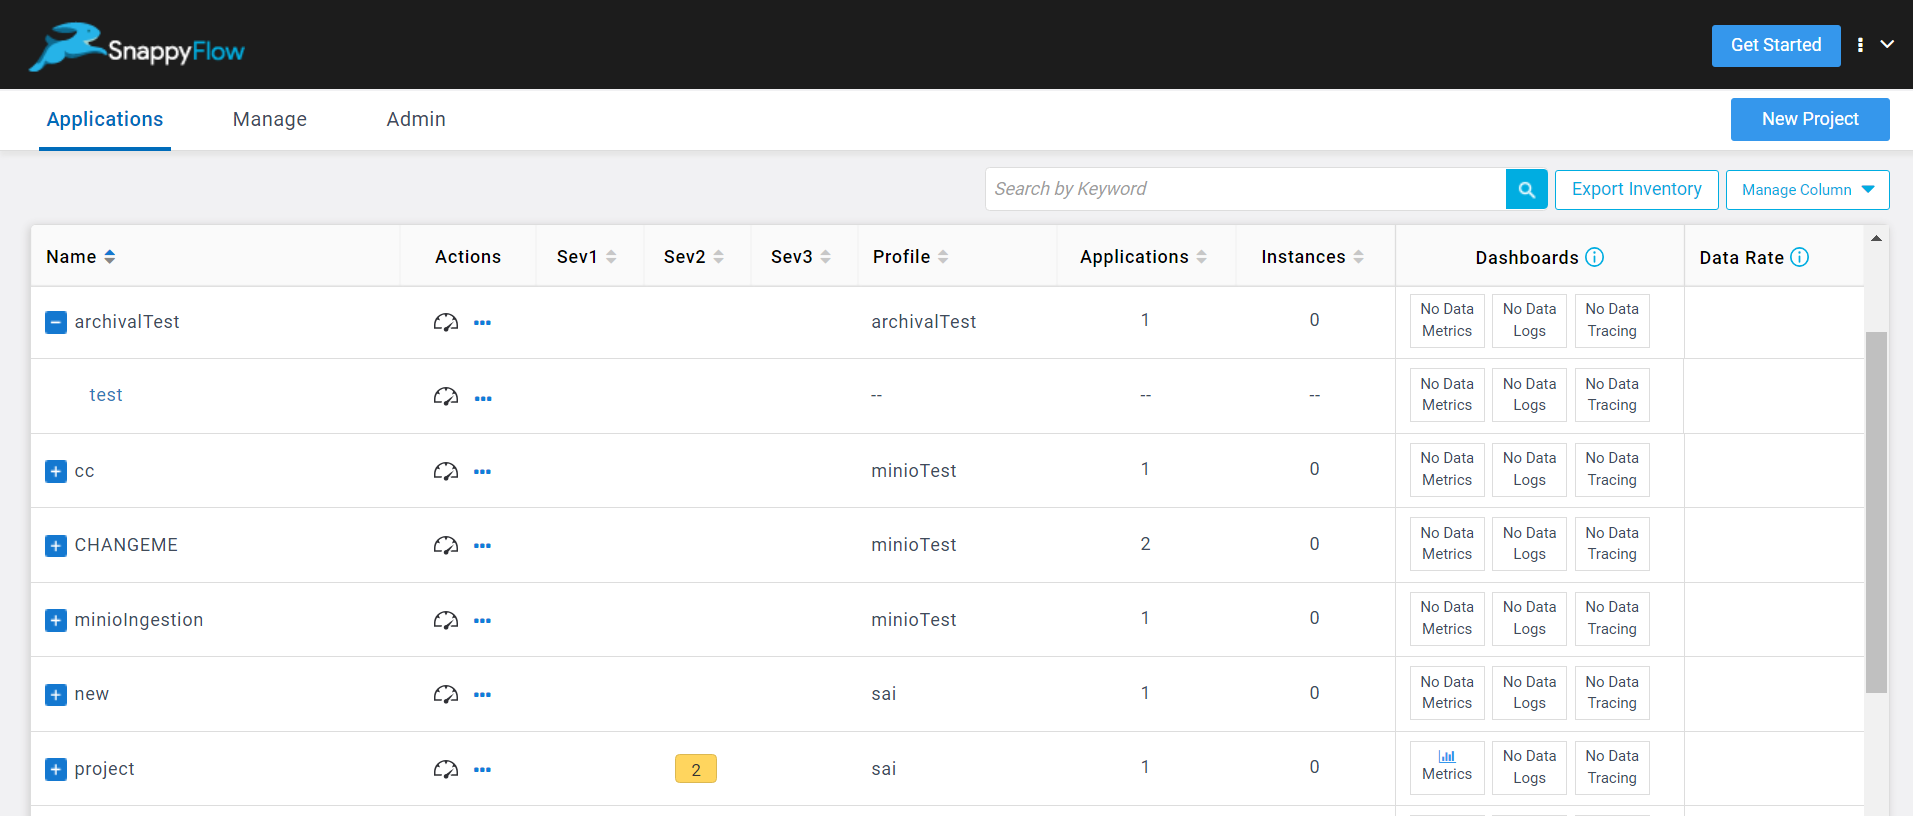 SnappyFlow
Get Started
Applications Manage Admin
New Project
Search by Keyword
Export Inventory
Manage Column
Name Actions Sev1 Sev2 Sev3 Profile Applications Instances Dashboards Data Rate
archivalTest archivalTest 1 0 No Data Metrics No Data Logs No Data Tracing
test -- -- -- No Data Metrics No Data Logs No Data Tracing
cc minioTest 1 0 No Data Metrics No Data Logs No Data Tracing
CHANGEME minioTest 2 0 No Data Metrics No Data Logs No Data Tracing
minioIngestion minioTest 1 0 No Data Metrics No Data Logs No Data Tracing
new sai 1 0 No Data Metrics No Data Logs No Data Tracing
project 2 sai 1 0 Metrics No Data Logs No Data Tracing